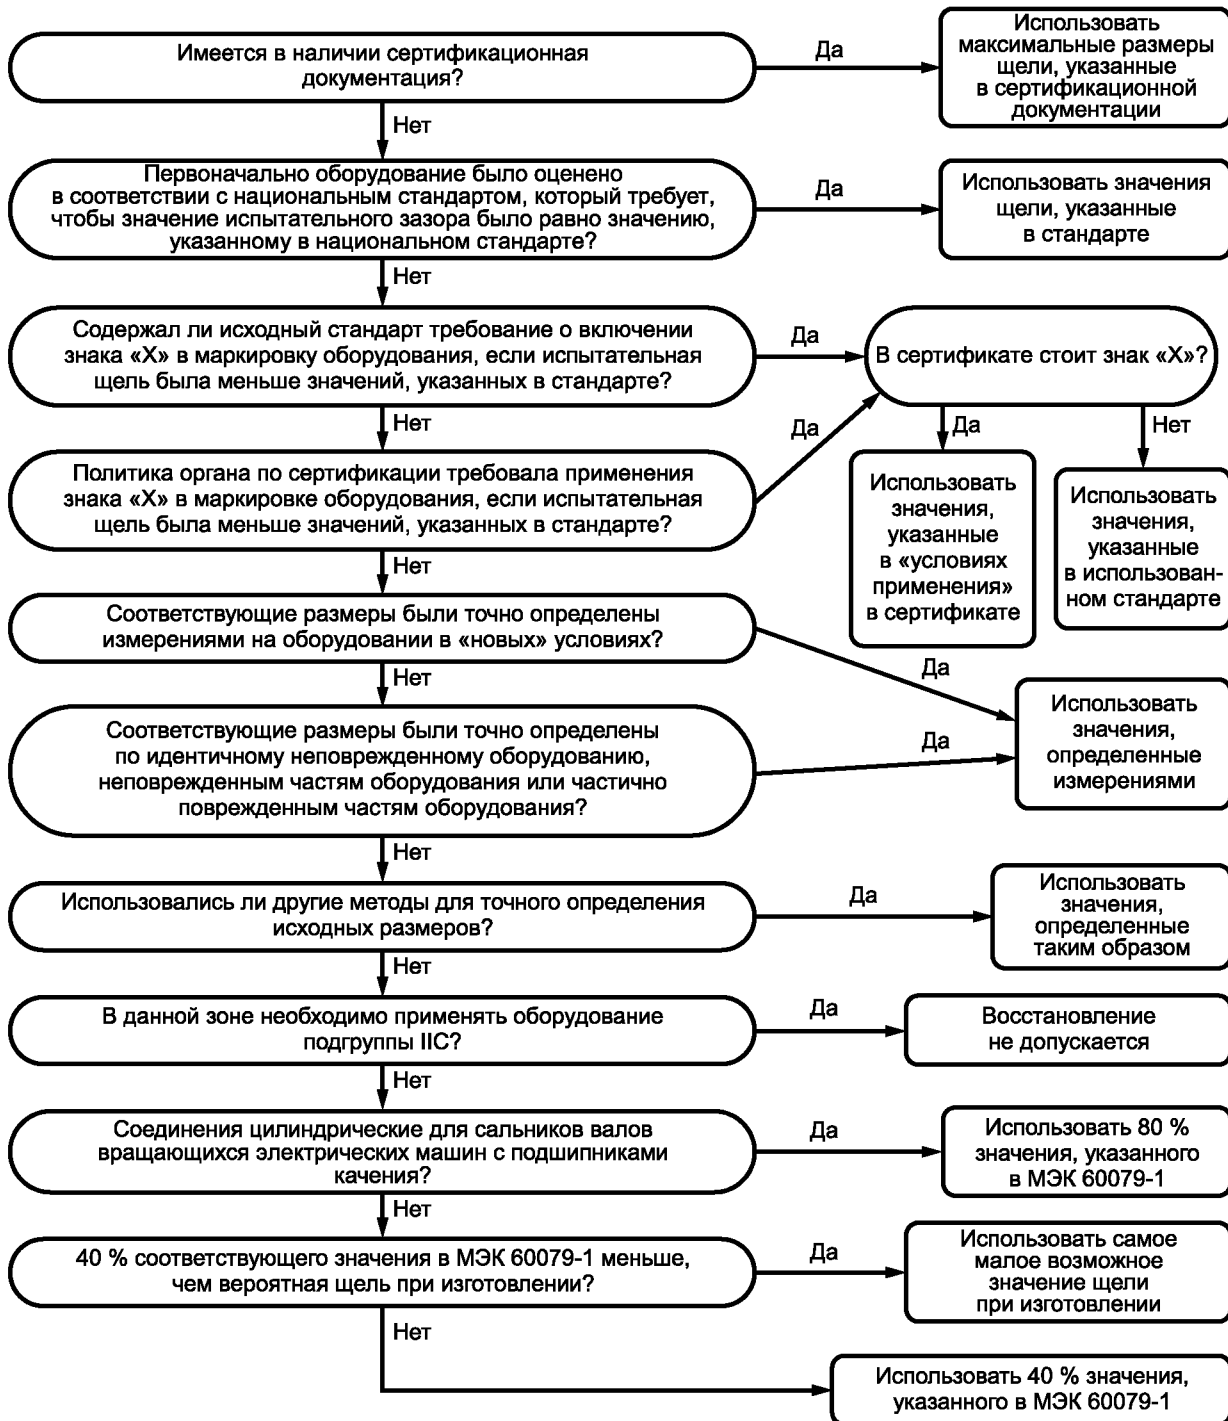 Имеется в наличии сертификационная
документация?
Да
Использовать
максимальные размеры
щели, указанные
в сертификационной
документации
Нет
Первоначально оборудование было оценено
в соответствии с национальным стандартом, который требует,
чтобы значение испытательного зазора было равно значению,
указанному в национальном стандарте?
Да
Использовать значения
щели, указанные
в стандарте
Нет
Содержал ли исходный стандарт требование о включении
знака «Х» в маркировку оборудования, если испытательная
щель была меньше значений, указанных в стандарте?
Да
В сертификате стоит знак «Х»?
Нет
Да
Да
Нет
Политика органа по сертификации требовала применения
знака «Х» в маркировке оборудования, если испытательная
щель была меньше значений, указанных в стандарте?
Использовать
значения,
указанные
в «условиях
применения»
в сертификате
Использовать
значения,
указанные
в использован-
ном стандарте
Нет
Соответствующие размеры были точно определены
измерениями на оборудовании в «новых» условиях?
Да
Нет
Соответствующие размеры были точно определены
по идентичному неповрежденному оборудованию,
неповрежденным частям оборудования или частично
поврежденным частям оборудования?
Да
Использовать
значения,
определенные
измерениями
Нет
Использовались ли другие методы для точного определения
исходных размеров?
Да
Использовать
значения,
определенные
таким образом
Нет
В данной зоне необходимо применять оборудование
подгруппы IIC?
Да
Восстановление
не допускается
Нет
Соединения цилиндрические для сальников валов
вращающихся электрических машин с подшипниками
качения?
Да
Использовать 80 %
значения, указанного
в МЭК 60079-1
Нет
40 % соответствующего значения в МЭК 60079-1 меньше,
чем вероятная щель при изготовлении?
Да
Использовать самое
малое возможное
значение щели
при изготовлении
Нет
Использовать 40 % значения,
указанного в МЭК 60079-1